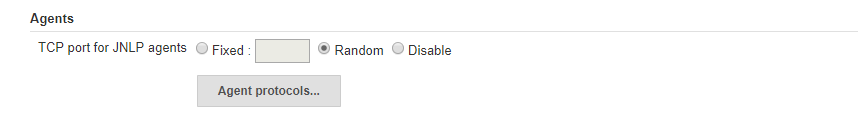 Agents
TCP port for JNLP agents Fixed : Random Disable
Agent protocols...